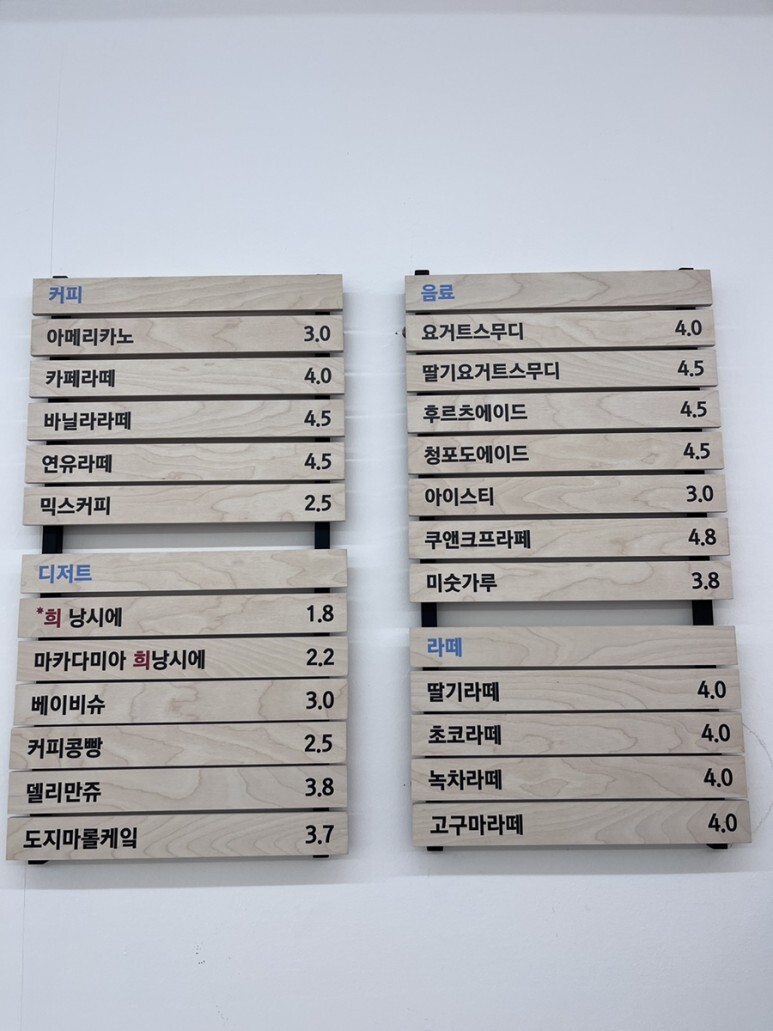 커피
아메리카노 3.0
카페라떼 4.0
바닐라라떼 4.5
연유라떼 4.5
믹스커피 2.5
디저트
*희 낭시에 1.8
마카다미아 희낭시에 2.2
베이비슈 3.0
커피콩빵 2.5
델리만쥬 3.8
도지마롤케잌 3.7
음료
요거트스무디 4.0
딸기요거트스무디 4.5
후르츠에이드 4.5
청포도에이드 4.5
아이스티 3.0
쿠앤크프라페 4.8
미숫가루 3.8
라떼
딸기라떼 4.0
초코라떼 4.0
녹차라떼 4.0
고구마라떼 4.0